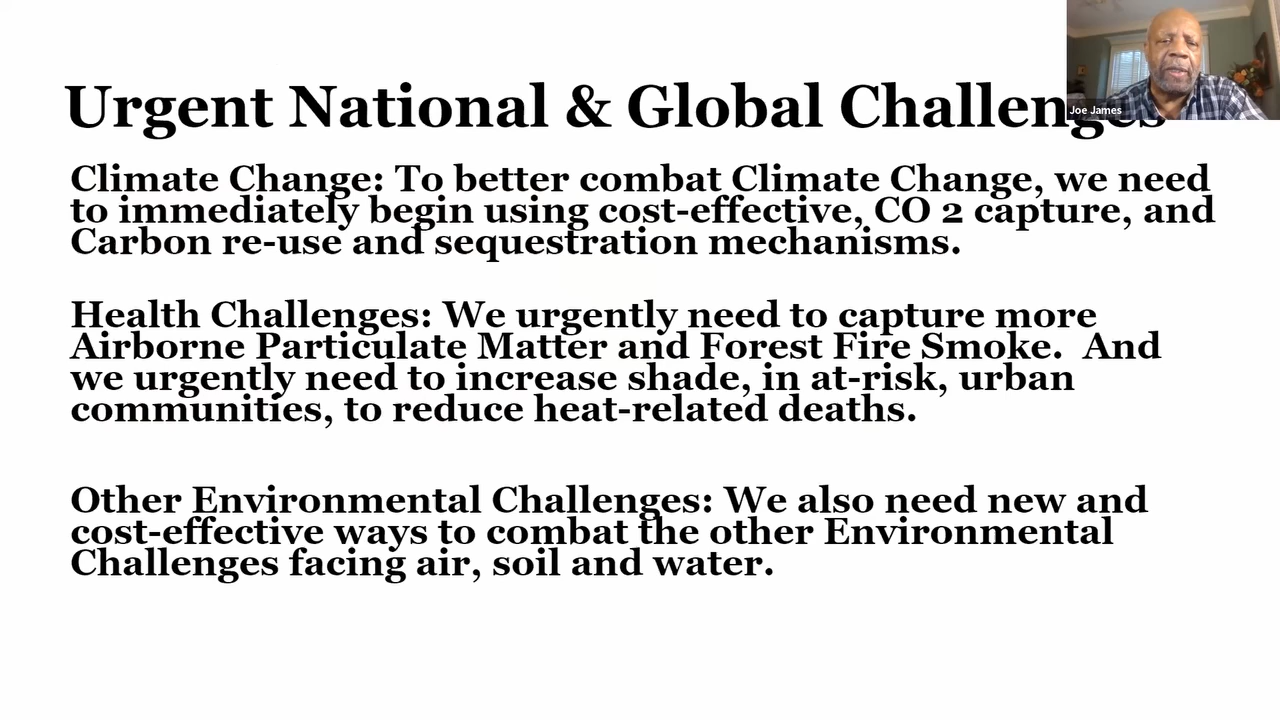 Urgent National & Global Challenges
Joe James
Climate Change: To better combat Climate Change, we need
to immediately begin using cost-effective, CO 2 capture, and
Carbon re-use and sequestration mechanisms.
Health Challenges: We urgently need to capture more
Airborne Particulate Matter and Forest Fire Smoke.  And
we urgently need to increase shade, in at-risk, urban
communities, to reduce heat-related deaths.
Other Environmental Challenges: We also need new and
cost-effective ways to combat the other Environmental
Challenges facing air, soil and water.